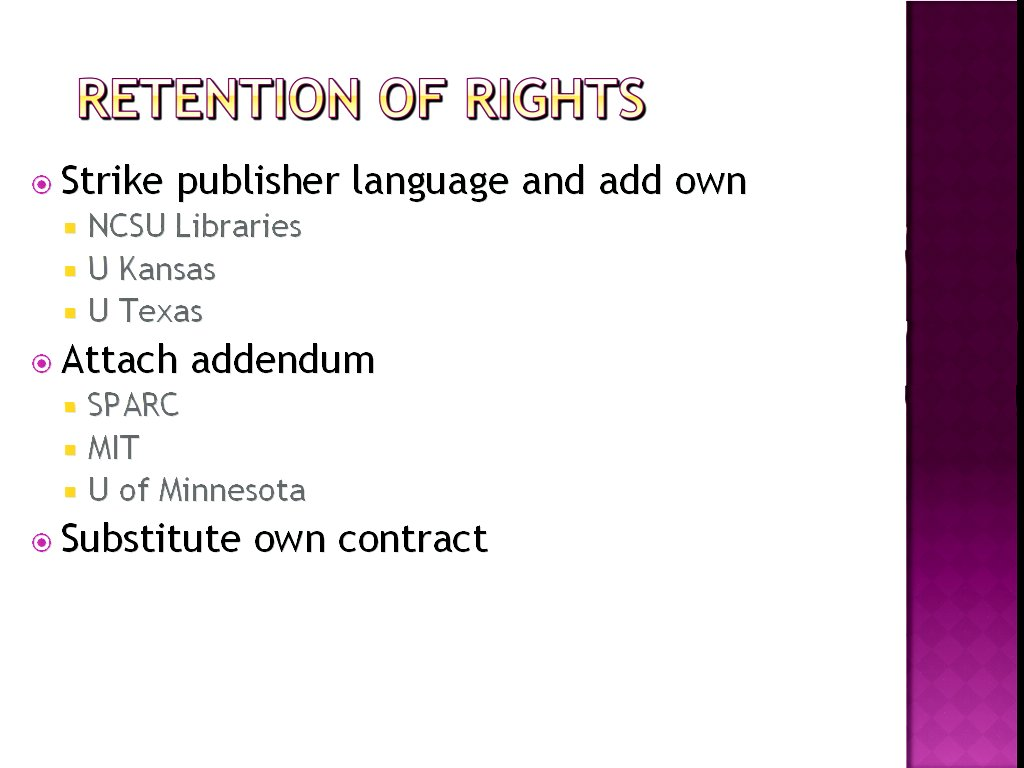 RETENTION OF RIGHTS
Strike publisher language and add own
NCSU Libraries
U Kansas
U Texas
Attach addendum
SPARC
MIT
U of Minnesota
Substitute own contract